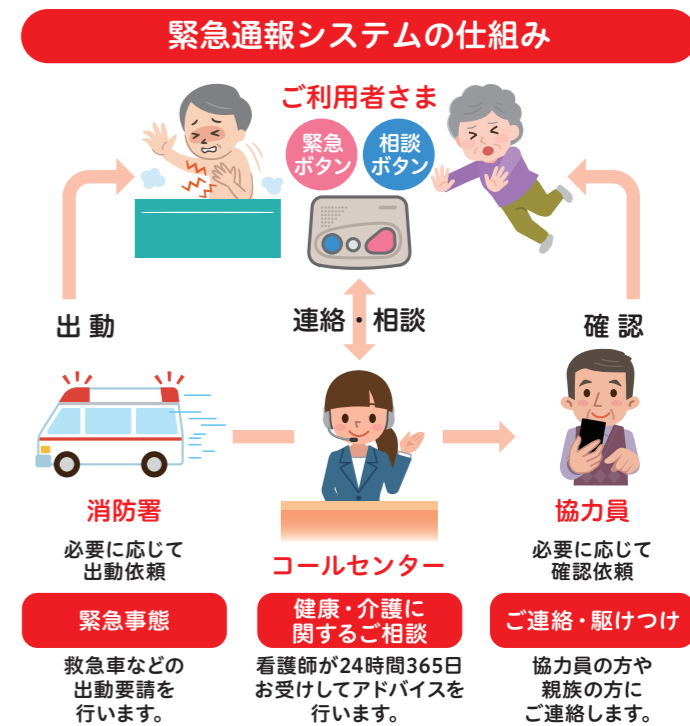 緊急通報システムの仕組み
ご利用者さま
緊急
ボタン
相談
ボタン
出動
連絡・相談
確認
消防署
必要に応じて
出動依頼
緊急事態
救急車などの
出動要請を
行います。
コールセンター
健康・介護に
関するご相談
看護師が24時間365日
お受けしてアドバイスを
行います。
協力員
必要に応じて
確認依頼
ご連絡・駆けつけ
協力員の方や
親族の方に
ご連絡します。